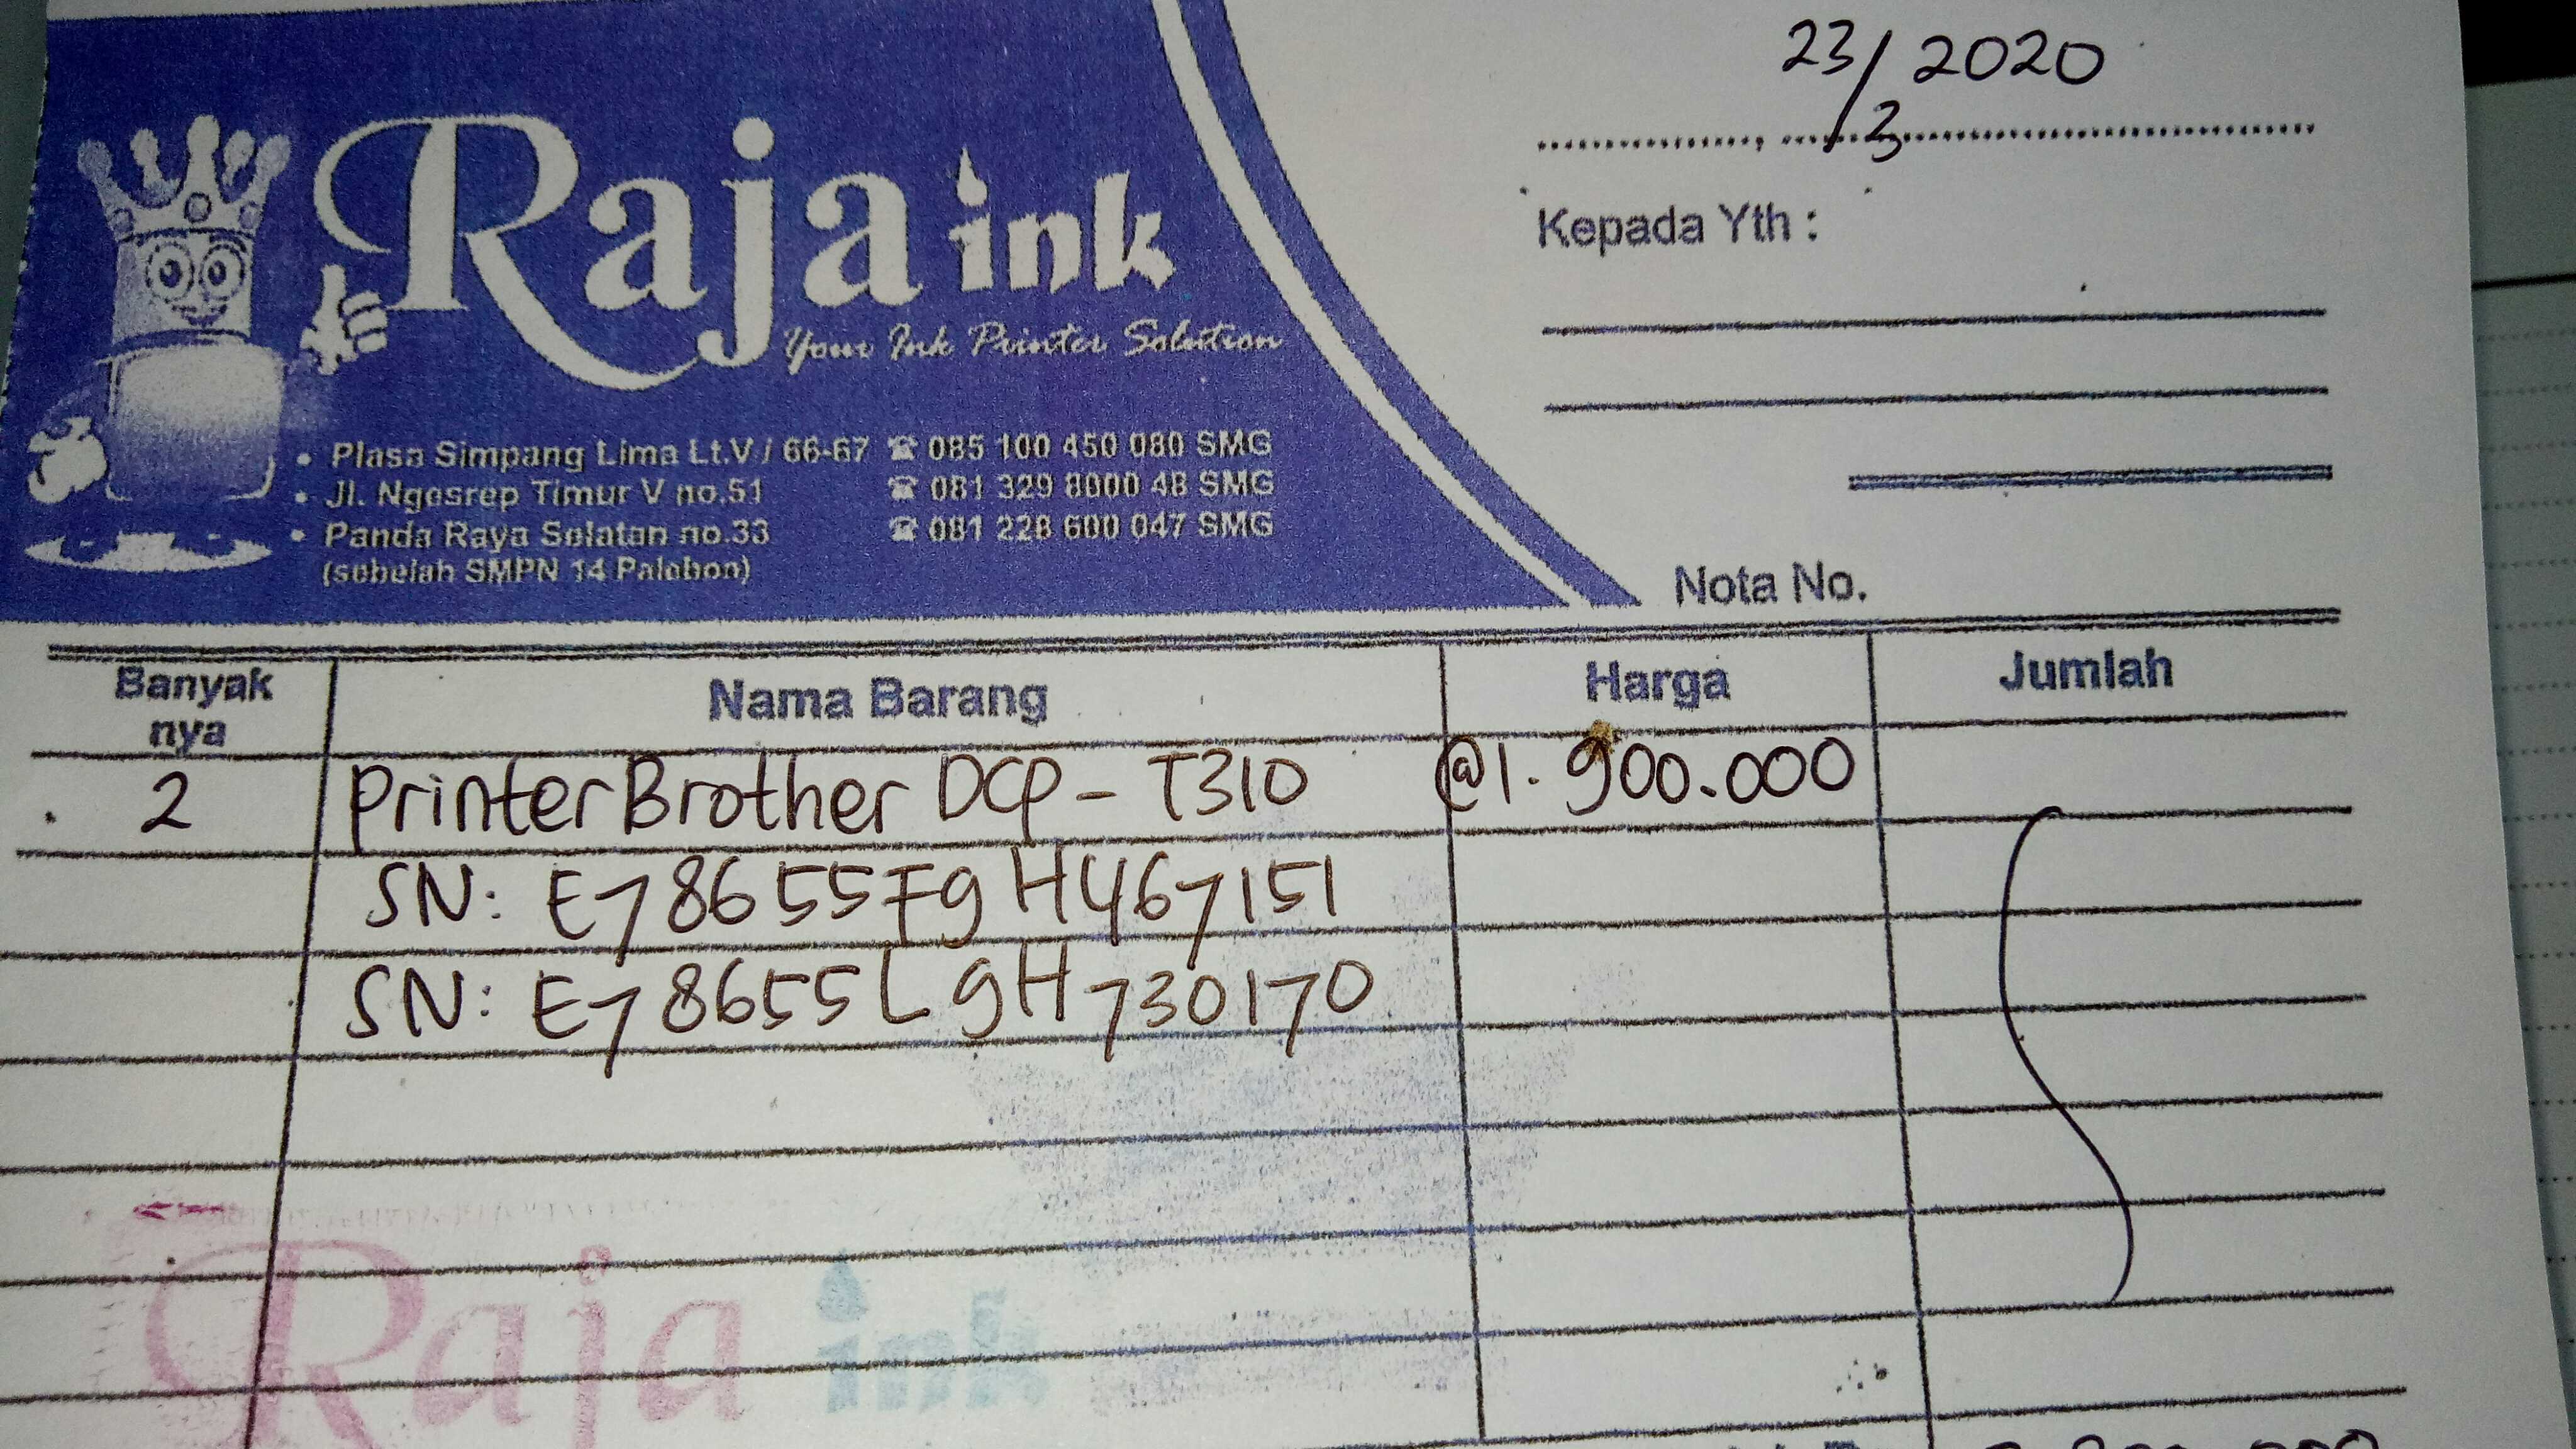 23/3 2020
Raja ink
Your Ink Printer Solution
Kepada Yth :
• Plasa Simpang Lima Lt.V / 66-67 ☎ 085 100 450 080 SMG
• Jl. Ngesrep Timur V no.51 ☎ 081 329 8000 48 SMG
• Panda Raya Selatan no.33 ☎ 081 228 600 047 SMG
(sebelah SMPN 14 Palebon)
Nota No.
Banyak nya Nama Barang Harga Jumlah
2 Printer Brother DCP - T310 @1.900.000
SN: E78655F9H467151
SN: E78655L9H730170
Raja ink